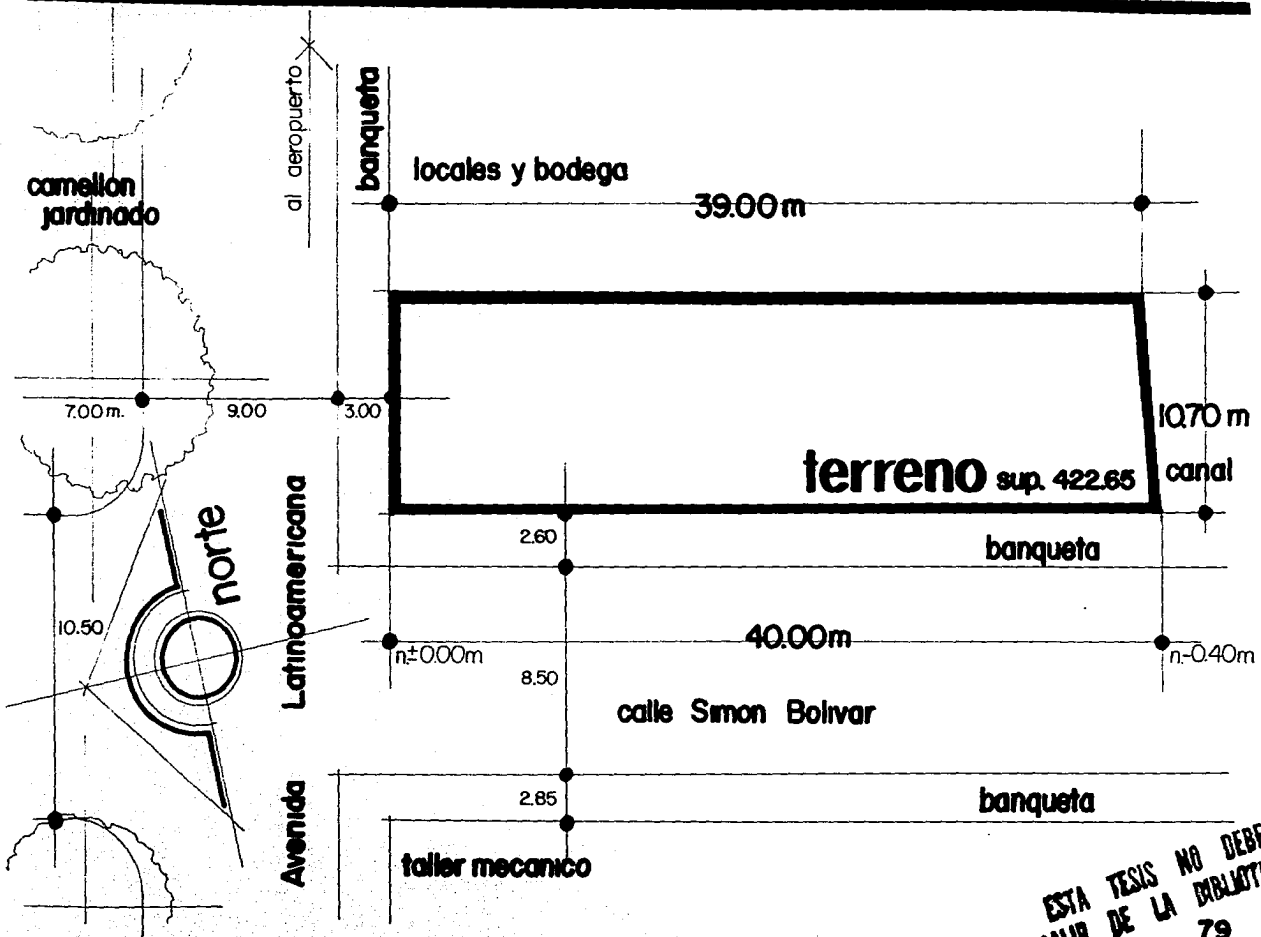 al aeropuerto
banqueta
locales y bodega
39.00 m
camellon
jardinado
7.00 m.
9.00
3.00
10.70 m
canal
terreno sup. 422.65
2.60
banqueta
norte
10.50
Avenida Latinoamericana
n±0.00m
40.00m
n-0.40m
8.50
calle Simon Bolivar
2.85
banqueta
taller mecanico
ESTA TESIS NO DEBE
DE LA
79